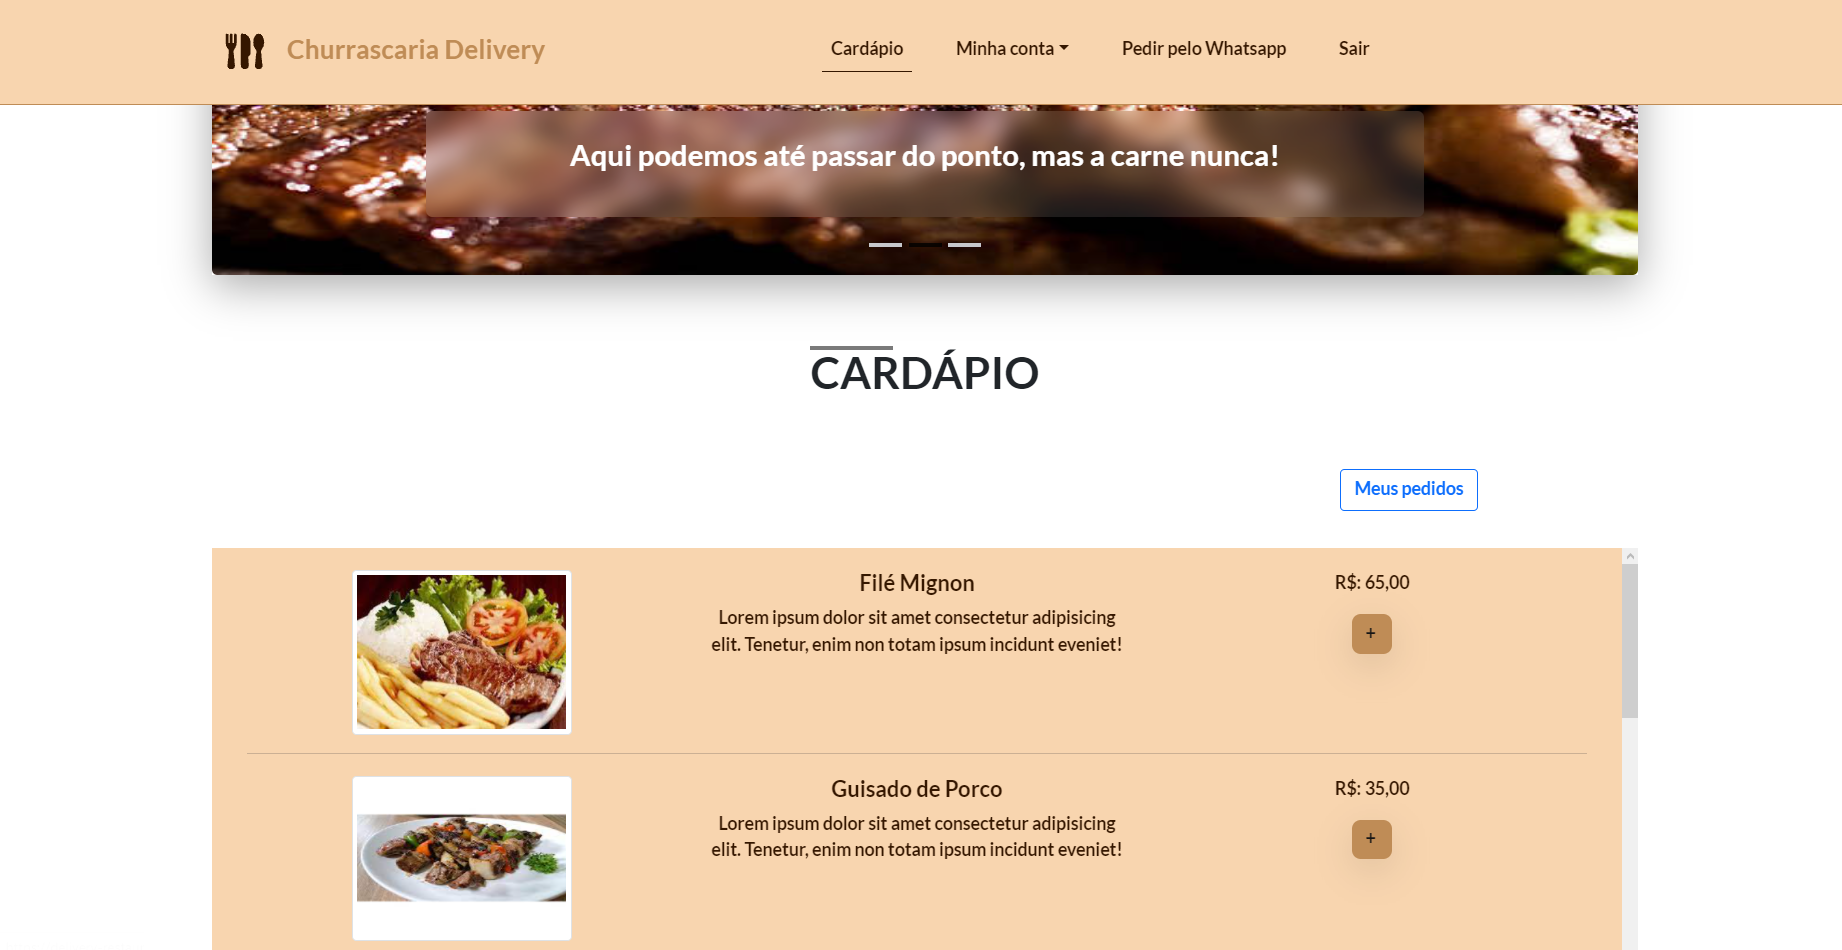 Churrascaria Delivery
Cardápio
Minha conta
Pedir pelo Whatsapp
Sair
Aqui podemos até passar do ponto, mas a carne nunca!
CARDÁPIO
Meus pedidos
Filé Mignon
R$: 65,00
Lorem ipsum dolor sit amet consectetur adipisicing
elit. Tenetur, enim non totam ipsum incidunt eveniet!
+
Guisado de Porco
R$: 35,00
Lorem ipsum dolor sit amet consectetur adipisicing
elit. Tenetur, enim non totam ipsum incidunt eveniet!
+